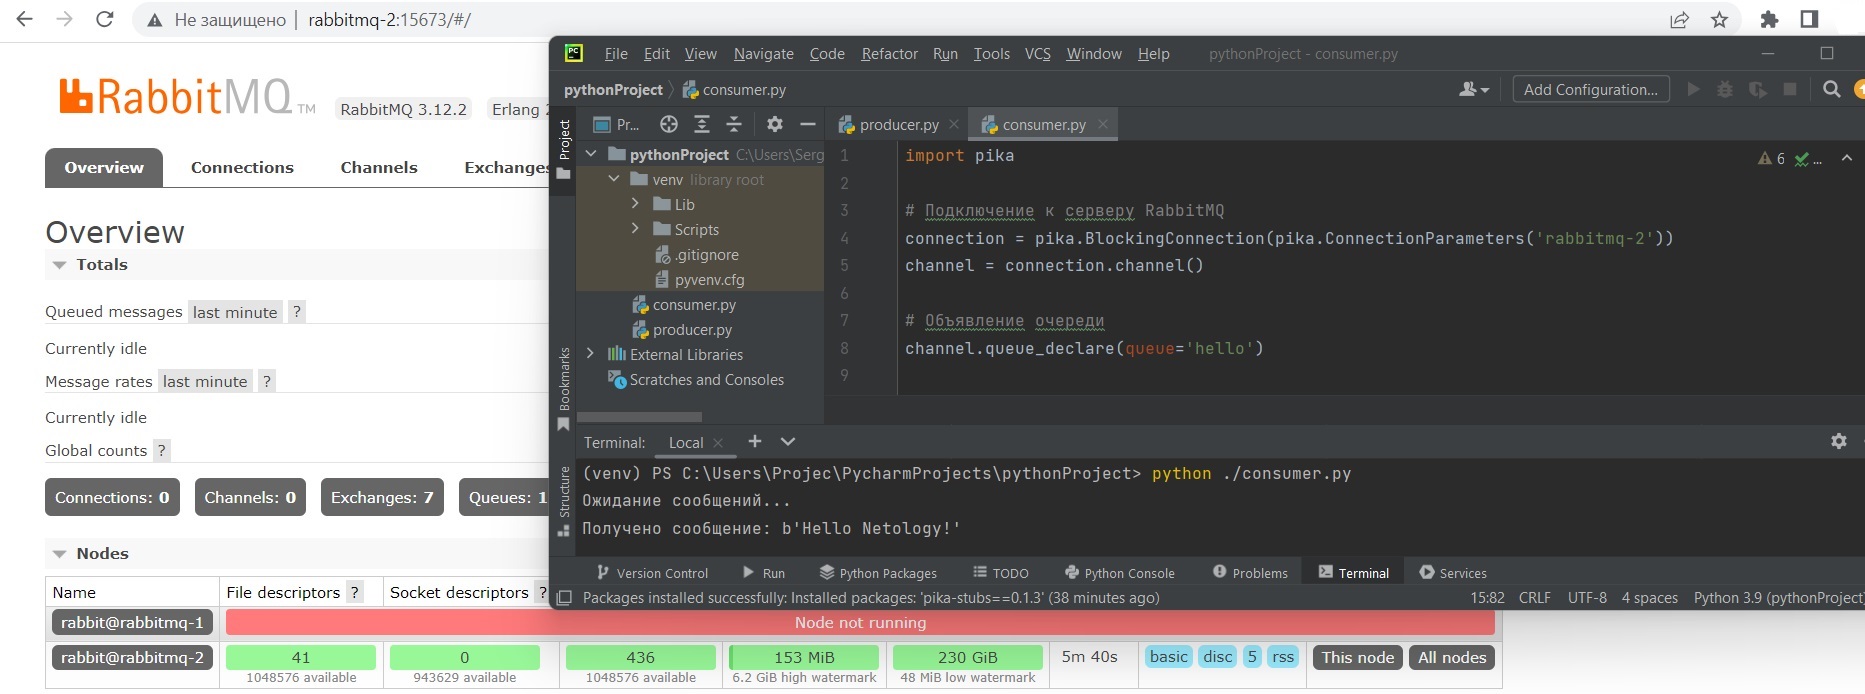 Не защищено | rabbitmq-2:15673/#/
RabbitMQ TM
RabbitMQ 3.12.2
Erlang 2
Overview
Connections
Channels
Exchanges
Overview
Totals
Queued messages last minute ?
Currently idle
Message rates last minute ?
Currently idle
Global counts ?
Connections: 0
Channels: 0
Exchanges: 7
Queues: 1
Nodes
Name
File descriptors ?
Socket descriptors ?
rabbit@rabbitmq-1
Node not running
rabbit@rabbitmq-2
41
1048576 available
0
943629 available
436
1048576 available
153 MiB
6.2 GiB high watermark
230 GiB
48 MiB low watermark
5m 40s
basic disc 5 rss
This node
All nodes
PC
File Edit View Navigate Code Refactor Run Tools VCS Window Help
pythonProject - consumer.py
pythonProject
consumer.py
Add Configuration...
Project
Pr...
pythonProject C:\Users\Serg
venv library root
Lib
Scripts
.gitignore
pyvenv.cfg
consumer.py
producer.py
External Libraries
Scratches and Consoles
Bookmarks
Structure
producer.py
consumer.py
6 ...
1 import pika
2
3 # Подключение к серверу RabbitMQ
4 connection = pika.BlockingConnection(pika.ConnectionParameters('rabbitmq-2'))
5 channel = connection.channel()
6
7 # Объявление очереди
8 channel.queue_declare(queue='hello')
9
Terminal: Local
(venv) PS C:\Users\Projec\PycharmProjects\pythonProject> python ./consumer.py
Ожидание сообщений...
Получено сообщение: b'Hello Netology!'
Version Control
Run
Python Packages
TODO
Python Console
Problems
Terminal
Services
Packages installed successfully: Installed packages: 'pika-stubs==0.1.3' (38 minutes ago)
15:82 CRLF UTF-8 4 spaces Python 3.9 (pythonProject)